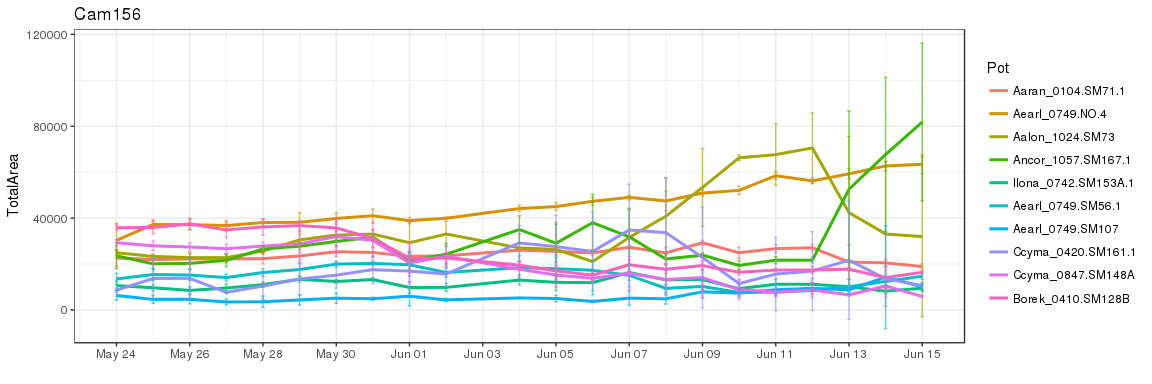 Cam156
TotalArea
120000
80000
40000
0
May 24 May 26 May 28 May 30 Jun 01 Jun 03 Jun 05 Jun 07 Jun 09 Jun 11 Jun 13 Jun 15
Pot
Aaran_0104.SM71.1
Aearl_0749.NO.4
Aalon_1024.SM73
Ancor_1057.SM167.1
Ilona_0742.SM153A.1
Aearl_0749.SM56.1
Aearl_0749.SM107
Ccyma_0420.SM161.1
Ccyma_0847.SM148A
Borek_0410.SM128B